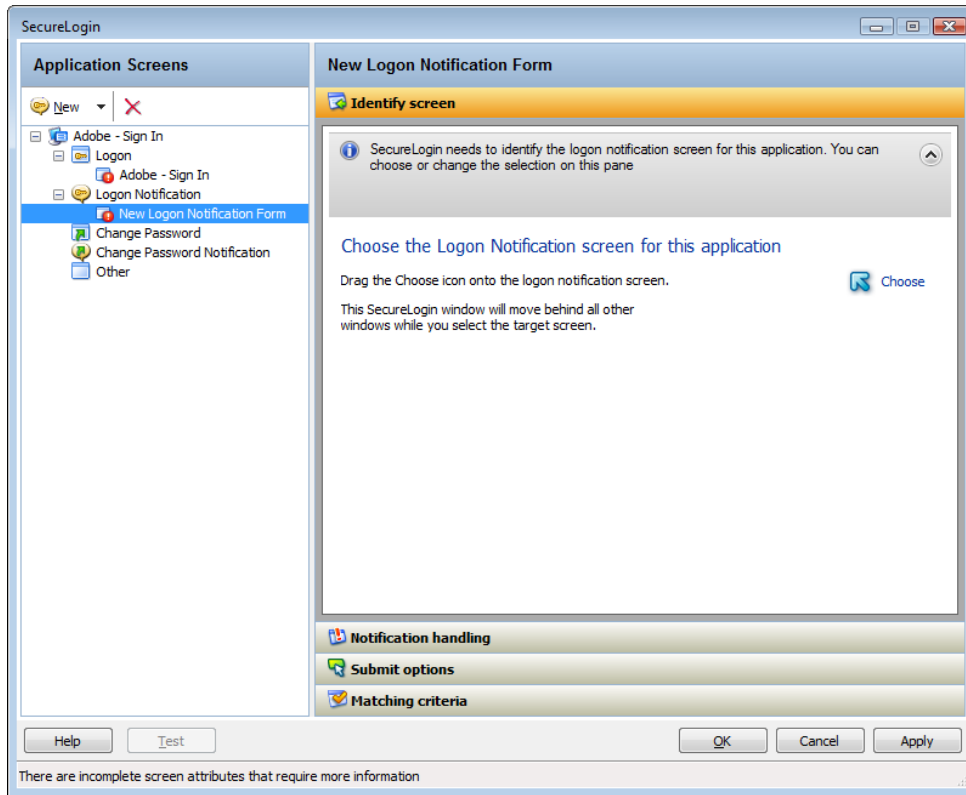 SecureLogin
Application Screens
New
Adobe - Sign In
Logon
Adobe - Sign In
Logon Notification
New Logon Notification Form
Change Password
Change Password Notification
Other
New Logon Notification Form
Identify screen
SecureLogin needs to identify the logon notification screen for this application. You can
choose or change the selection on this pane
Choose the Logon Notification screen for this application
Drag the Choose icon onto the logon notification screen.
Choose
This SecureLogin window will move behind all other
windows while you select the target screen.
Notification handling
Submit options
Matching criteria
Help
Test
OK
Cancel
Apply
There are incomplete screen attributes that require more information